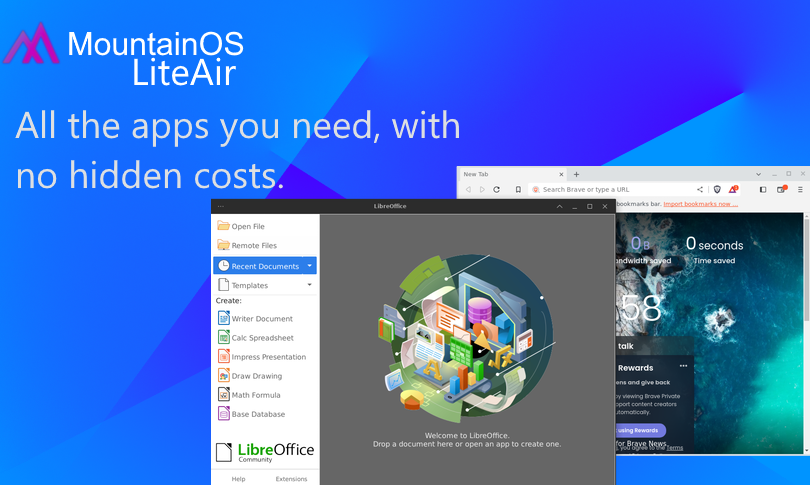 MountainOS
LiteAir
All the apps you need, with
no hidden costs.
New Tab
Search Brave or type a URL
bookmarks bar. Import bookmarks now ...
LibreOffice
Open File
Remote Files
Recent Documents
Templates
Create:
Writer Document
Calc Spreadsheet
Impress Presentation
Draw Drawing
Math Formula
Base Database
LibreOffice
Community
Help Extensions
Welcome to LibreOffice.
Drop a document here or open an app to create one.
0B 0 seconds
ndwidth saved Time saved
58
talk
Rewards
ens and give back
by viewing Brave Private
pport content creators
utomatically.
using Rewards
for Brave News.
you agree to the Terms